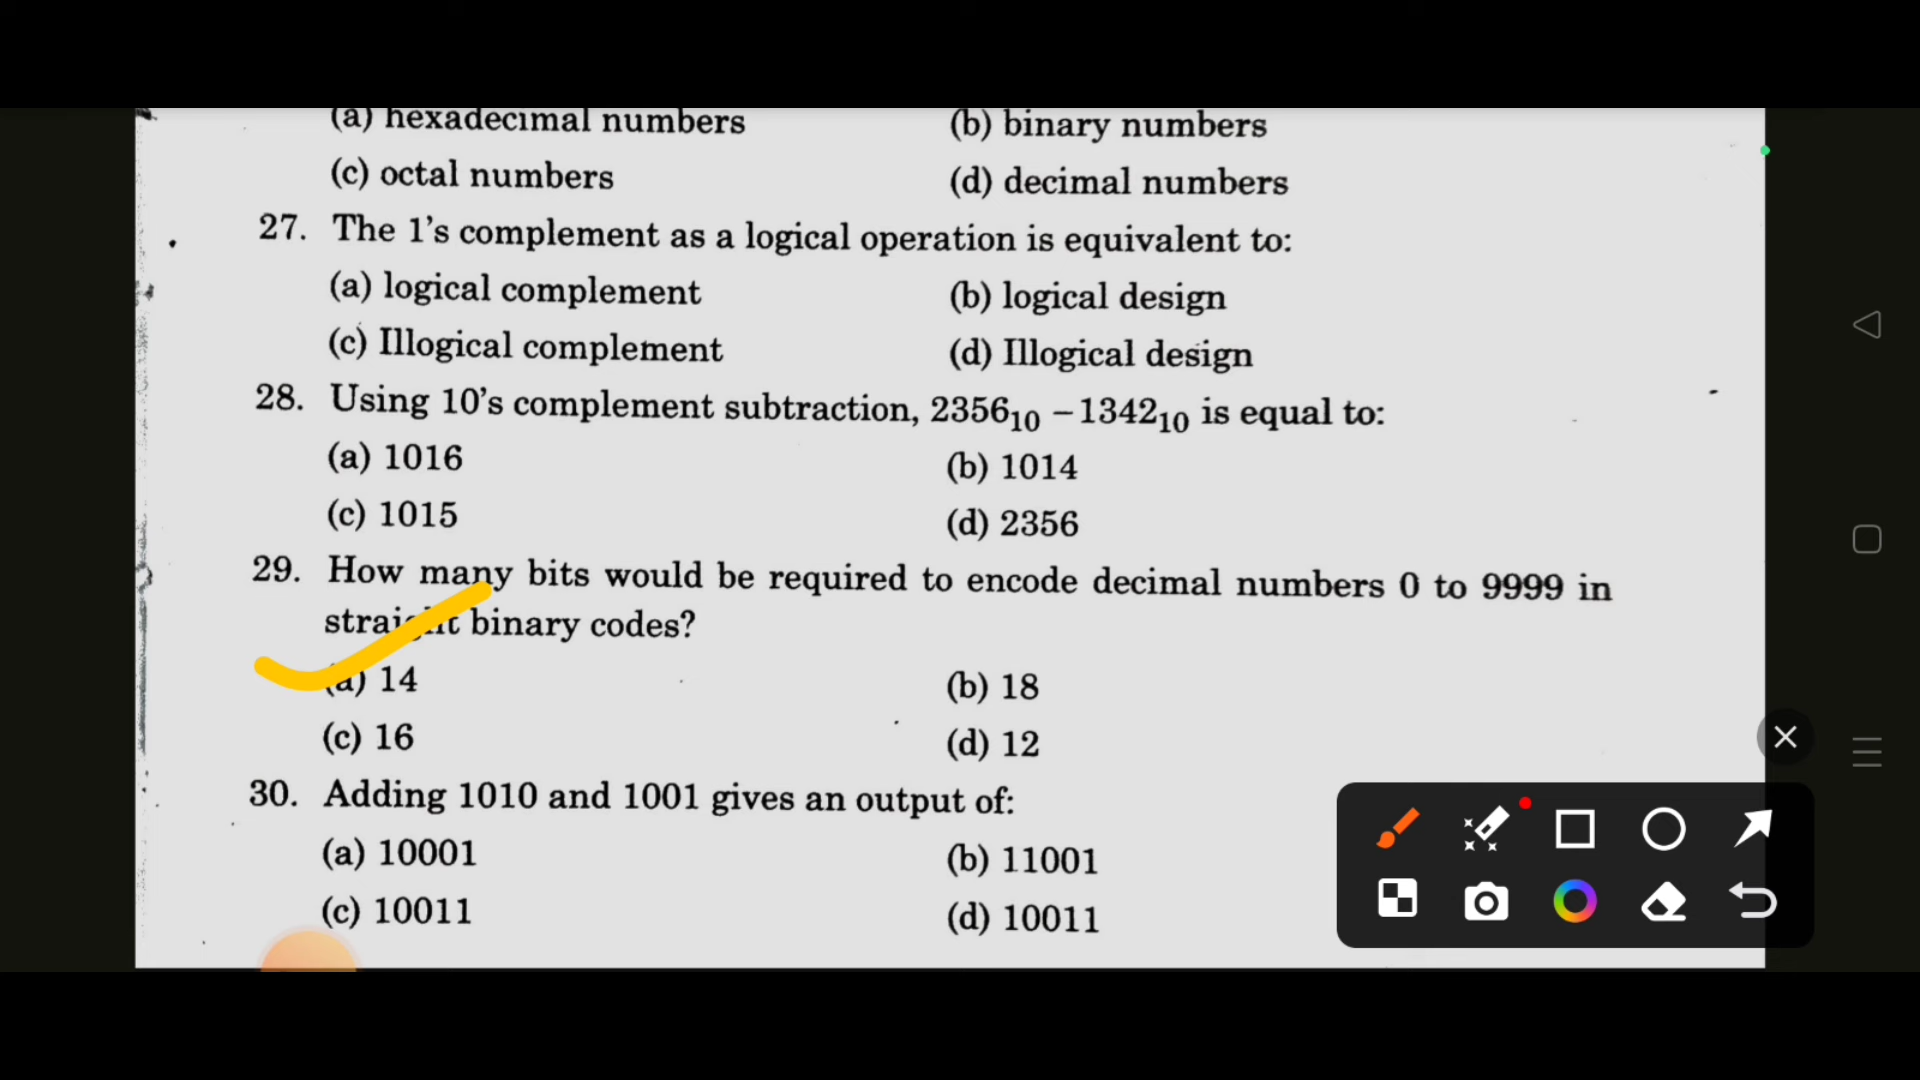 (a) hexadecimal numbers (b) binary numbers
(c) octal numbers (d) decimal numbers
27. The 1's complement as a logical operation is equivalent to:
(a) logical complement (b) logical design
(c) Illogical complement (d) Illogical design
28. Using 10's complement subtraction, 2356₁₀ – 1342₁₀ is equal to:
(a) 1016 (b) 1014
(c) 1015 (d) 2356
29. How many bits would be required to encode decimal numbers 0 to 9999 in
straight binary codes?
(a) 14 (b) 18
(c) 16 (d) 12
30. Adding 1010 and 1001 gives an output of:
(a) 10001 (b) 11001
(c) 10011 (d) 10011